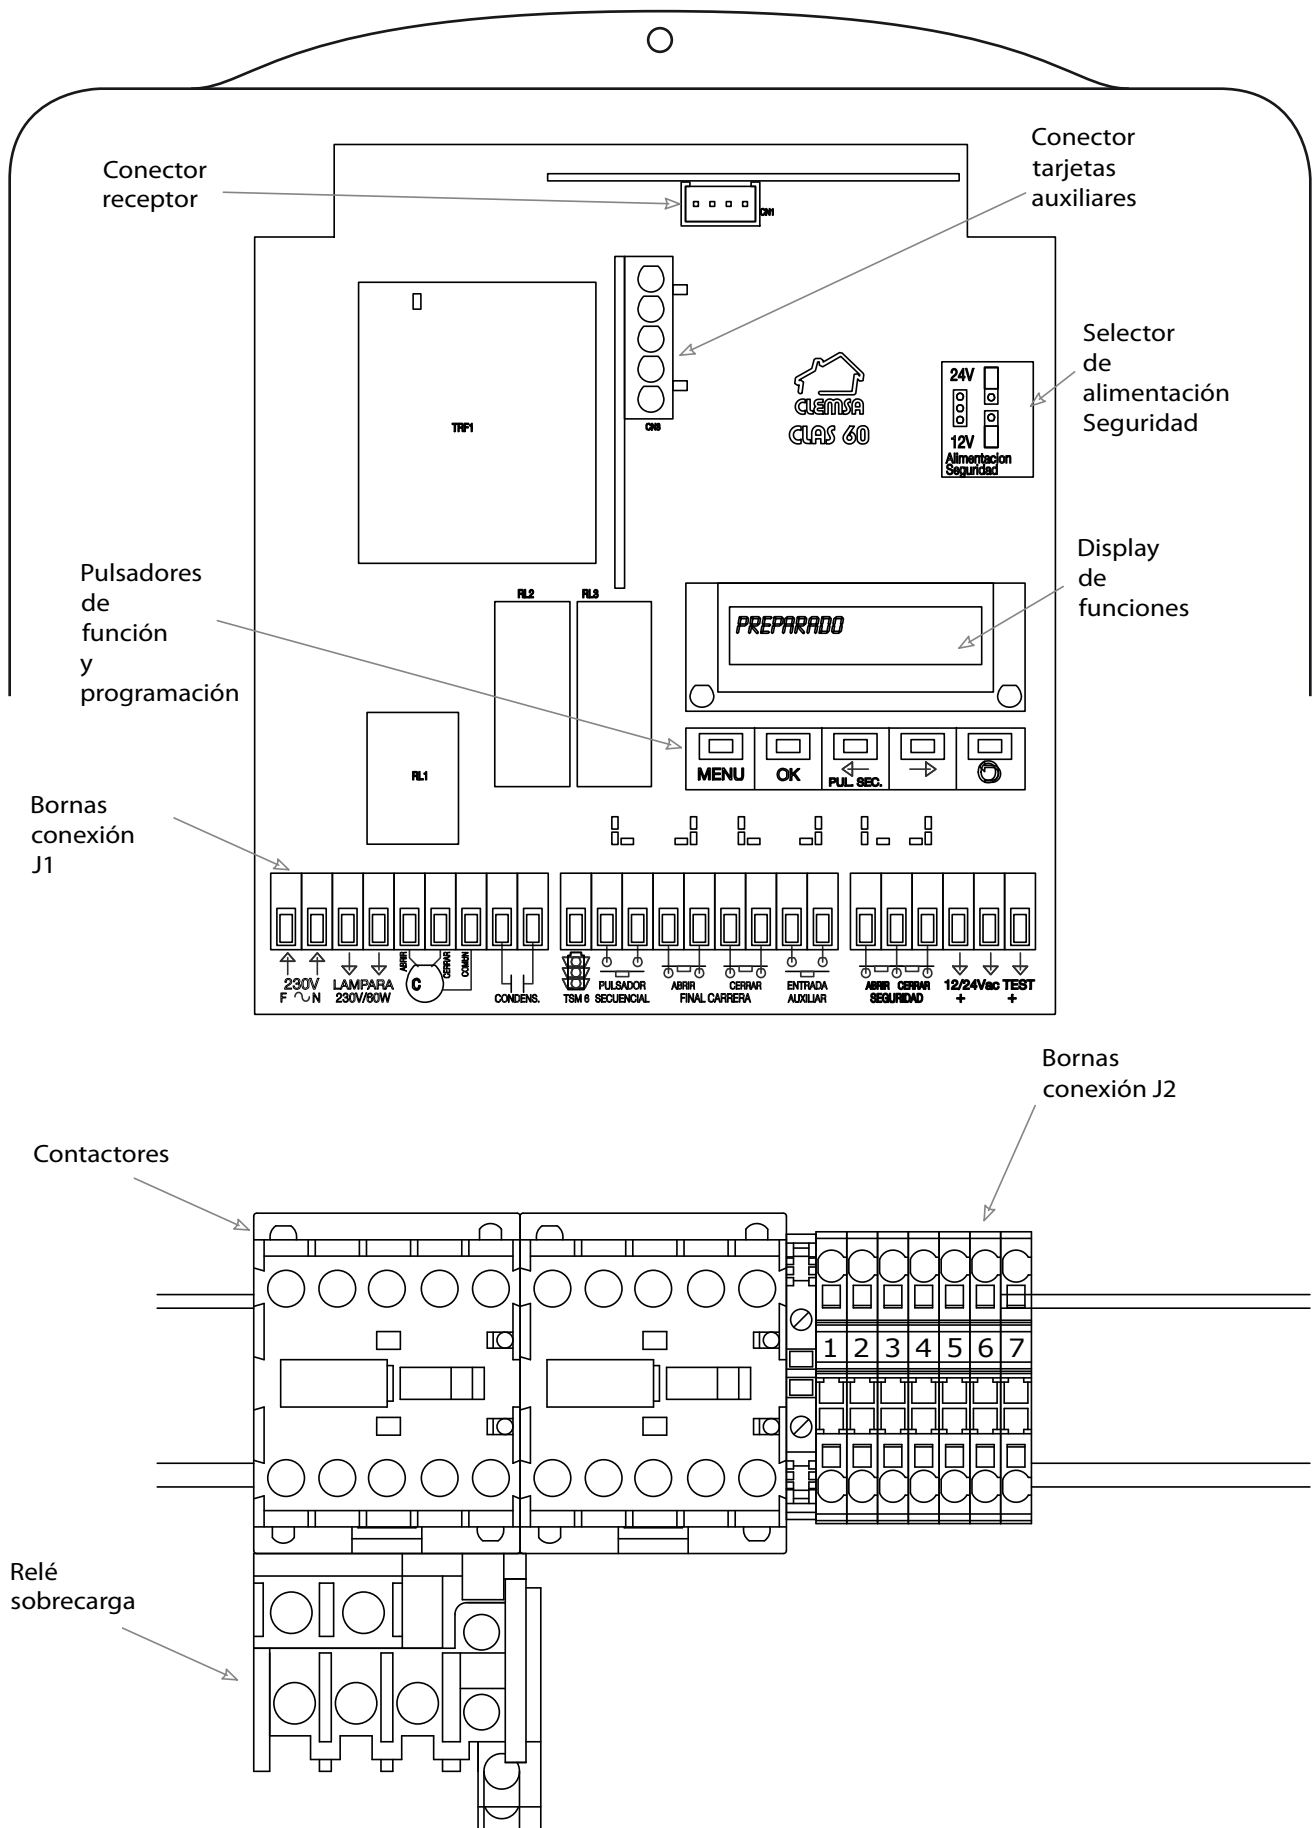 Conector
receptor
Conector
tarjetas
auxiliares
CN1
CN3
TRF1
CLEMSA
CLAS 60
24V
12V
Alimentacion
Seguridad
Selector
de
alimentación
Seguridad
Pulsadores
de
función
y
programación
RL2
RL3
Display
de
funciones
PREPARADO
RL1
MENU
OK
PUL. SEC.
Bornas
conexión
J1
230V
F N
LAMPARA
230V/60W
ABRIR
C
CERRAR
COMUN
CONDENS.
TSM 6
PULSADOR
SECUENCIAL
ABRIR CERRAR
FINAL CARRERA
ENTRADA
AUXILIAR
ABRIR CERRAR
SEGURIDAD
12/24Vac TEST
+ +
Bornas
conexión J2
Contactores
1 2 3 4 5 6 7
Relé
sobrecarga